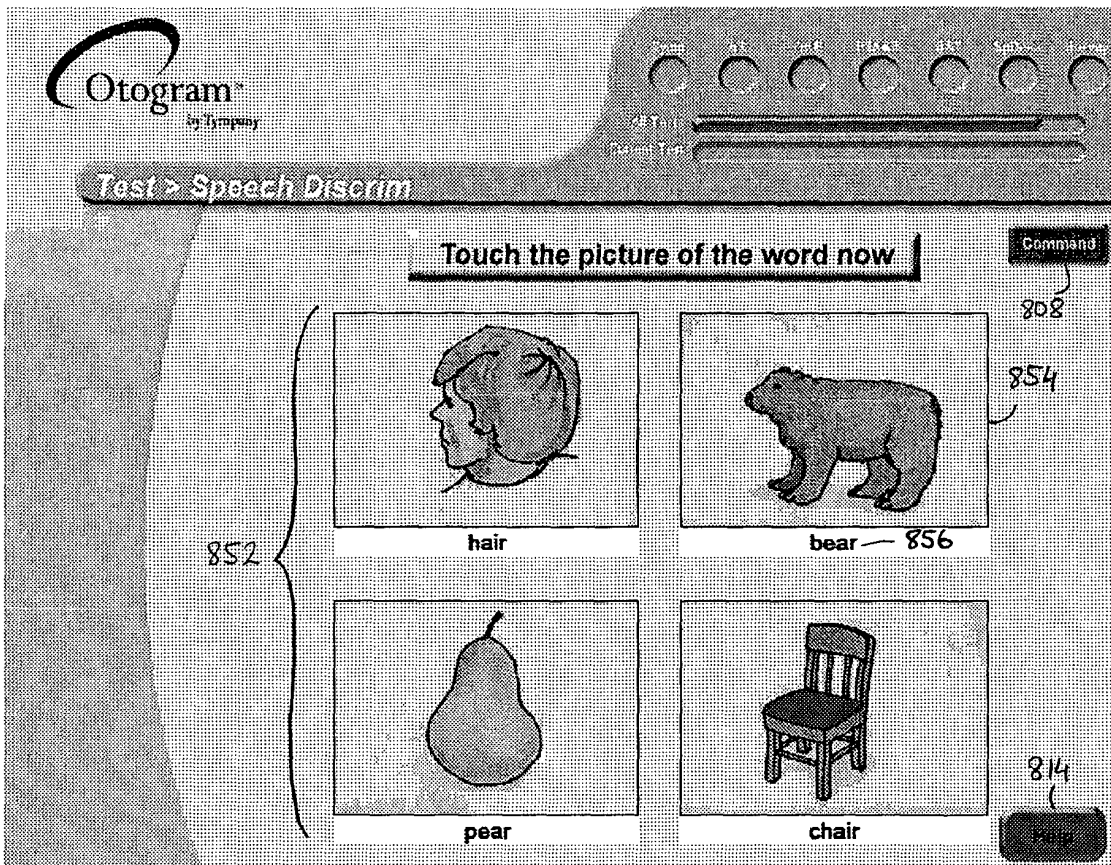 Otogram™
by Tympany
Test > Speech Discrim
Touch the picture of the word now
Command
808
854
852
hair
bear 856
pear
chair
814
Help